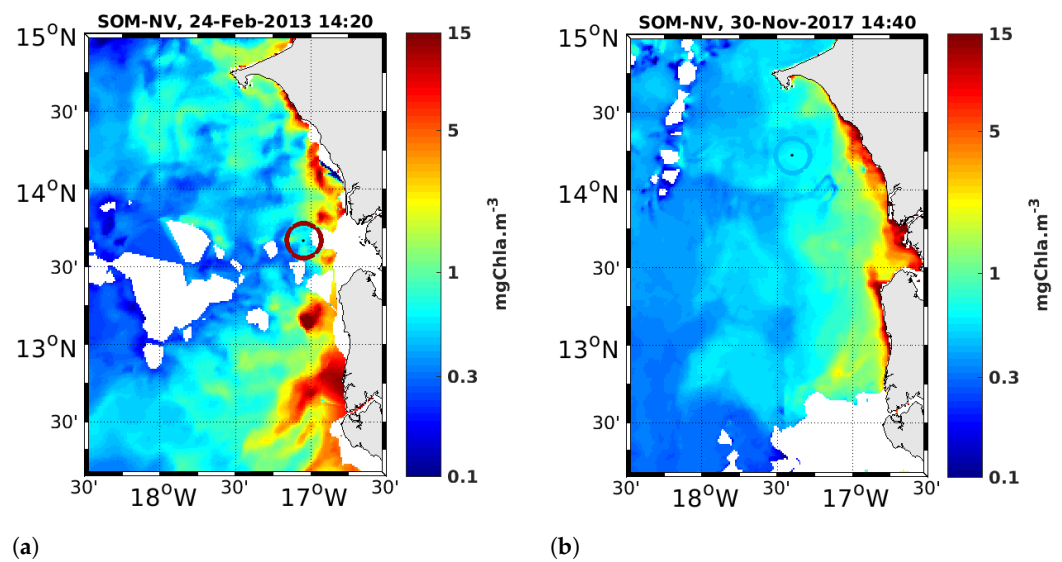 SOM-NV, 24-Feb-2013 14:20
15°N
30'
14°N
30'
13°N
30'
30'
18°W
30'
17°W
30'
15
5
1
0.3
0.1
mgChla.m⁻³
(a)
SOM-NV, 30-Nov-2017 14:40
15°N
30'
14°N
30'
13°N
30'
30'
18°W
30'
17°W
30'
15
5
1
0.3
0.1
mgChla.m⁻³
(b)